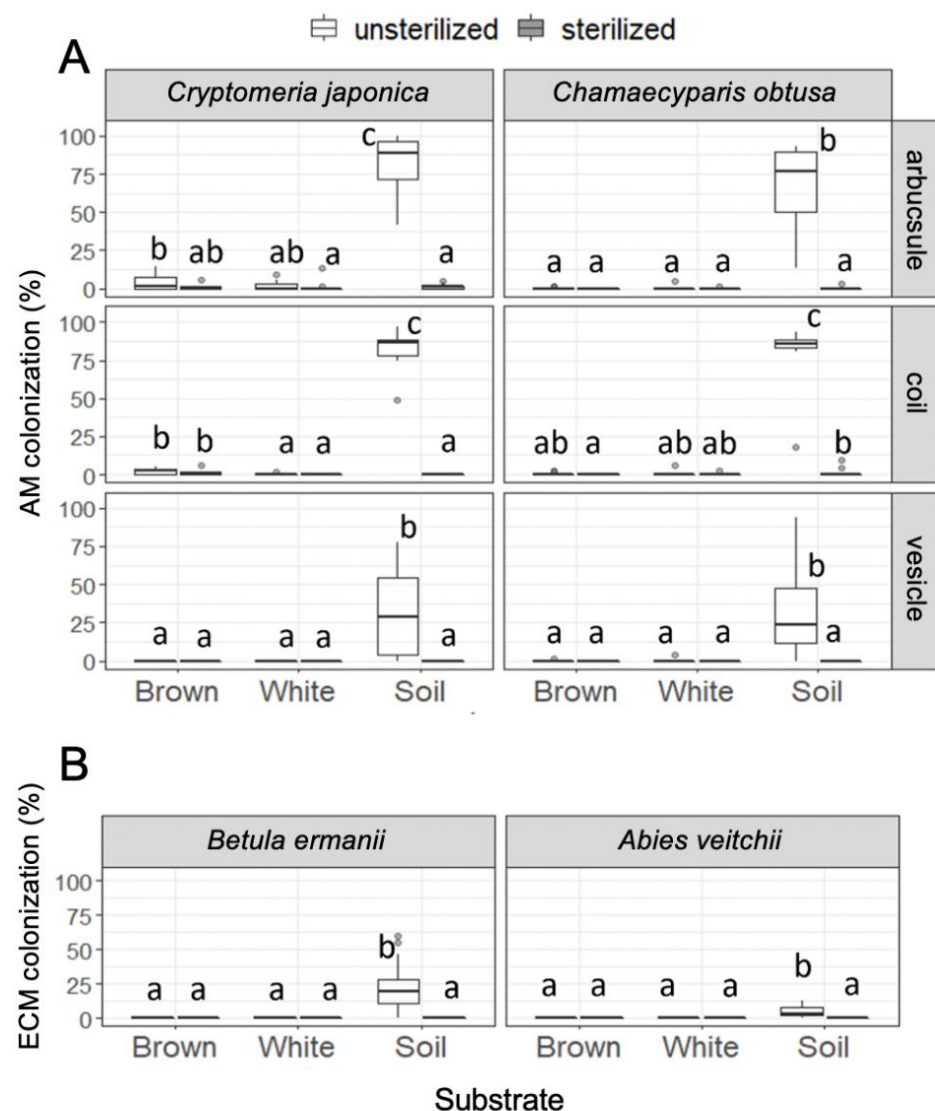 unsterilized sterilized
A
Cryptomeria japonica Chamaecyparis obtusa
AM colonization (%)
100
75
50
25
0
c
b ab ab a a
b
a a a a a
arbucsule
100
75
50
25
0
c
b b a a a
c
ab a ab ab b
coil
100
75
50
25
0
b
a a a a a
b
a a a a a
vesicle
Brown White Soil Brown White Soil
B
Betula ermanii Abies veitchii
ECM colonization (%)
100
75
50
25
0
b
a a a a a
b
a a a a a
Brown White Soil Brown White Soil
Substrate